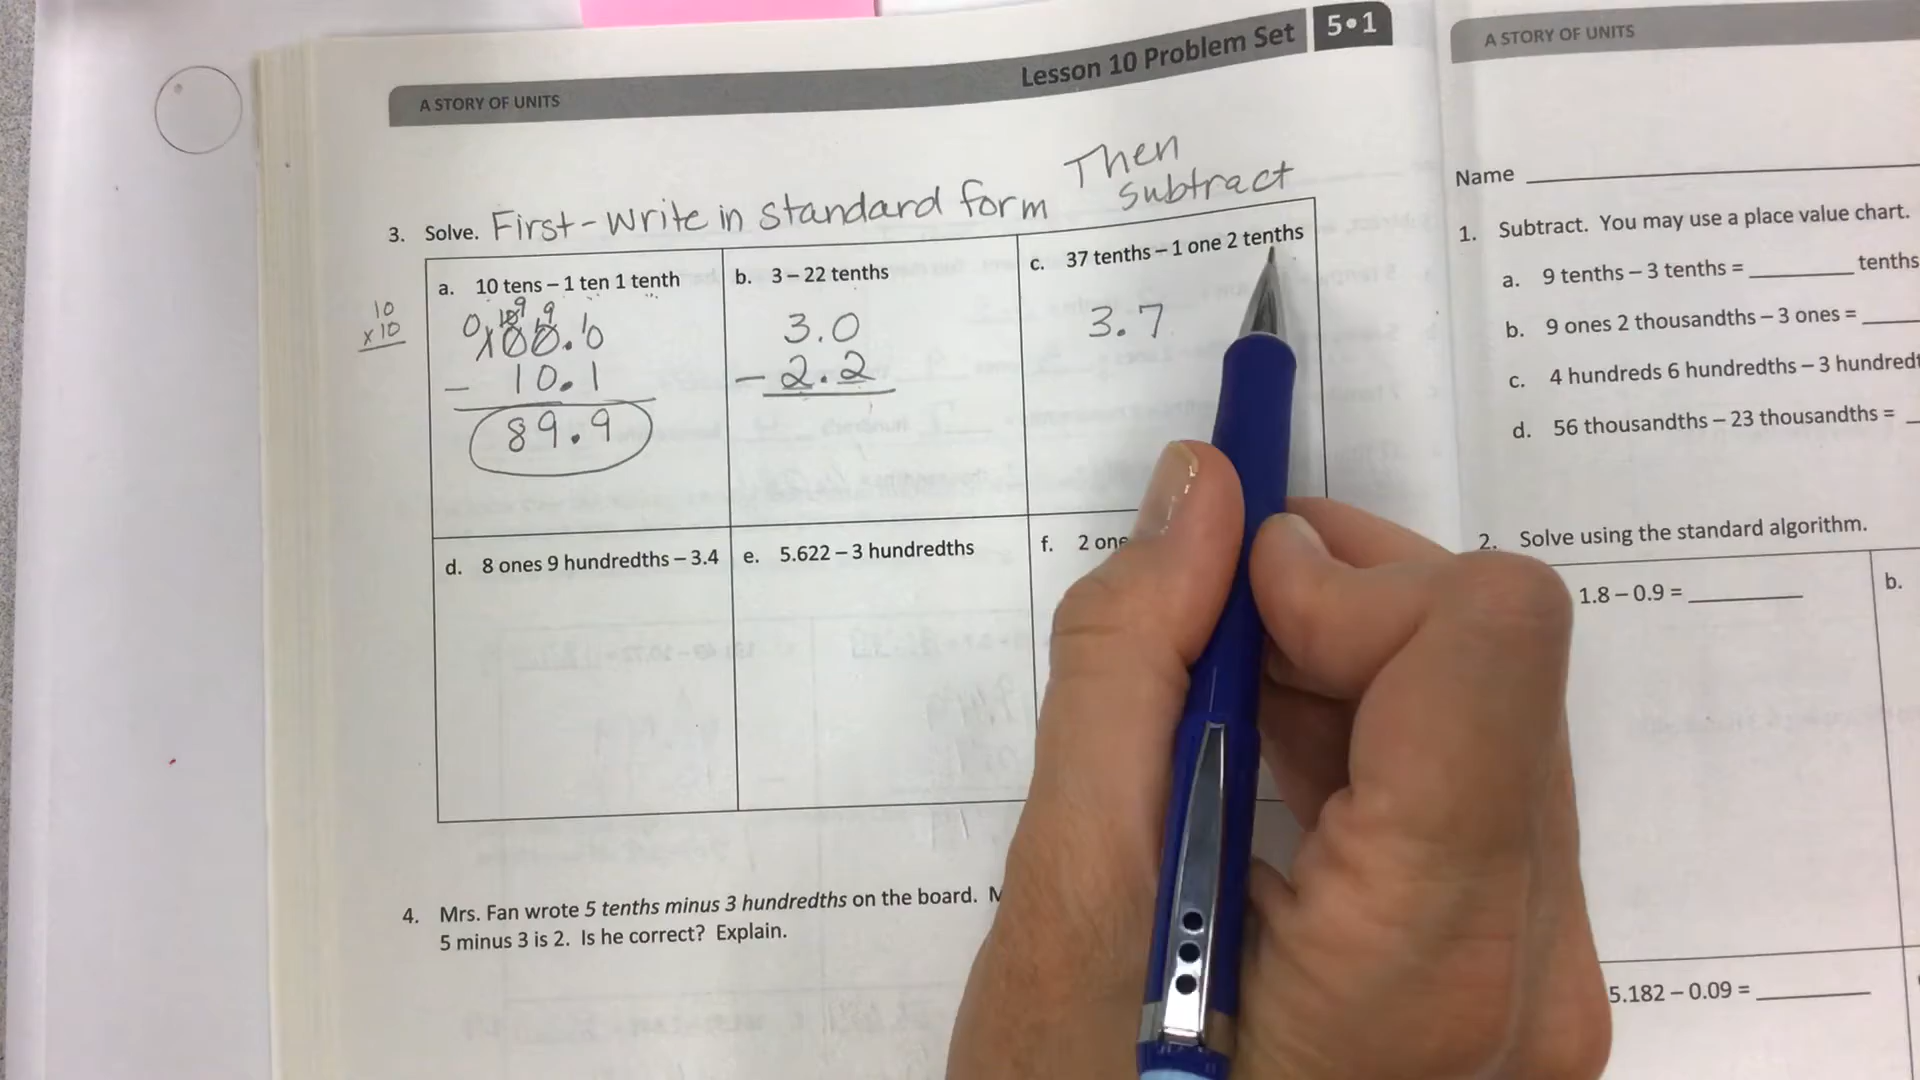 A STORY OF UNITS
Lesson 10 Problem Set 5•1
3. Solve. First - Write in standard form Then subtract
a. 10 tens – 1 ten 1 tenth
10
x 10
9 9
0 10
100.0
- 10.1
89.9
b. 3 – 22 tenths
3.0
- 2.2
c. 37 tenths – 1 one 2 tenths
3.7
d. 8 ones 9 hundredths – 3.4
e. 5.622 – 3 hundredths
f. 2 one
4. Mrs. Fan wrote 5 tenths minus 3 hundredths on the board.
5 minus 3 is 2. Is he correct? Explain.
A STORY OF UNITS
Name
1. Subtract. You may use a place value chart.
a. 9 tenths – 3 tenths = tenths
b. 9 ones 2 thousandths – 3 ones =
c. 4 hundreds 6 hundredths – 3 hundred
d. 56 thousandths – 23 thousandths =
2. Solve using the standard algorithm.
1.8 – 0.9 =
b.
5.182 – 0.09 =